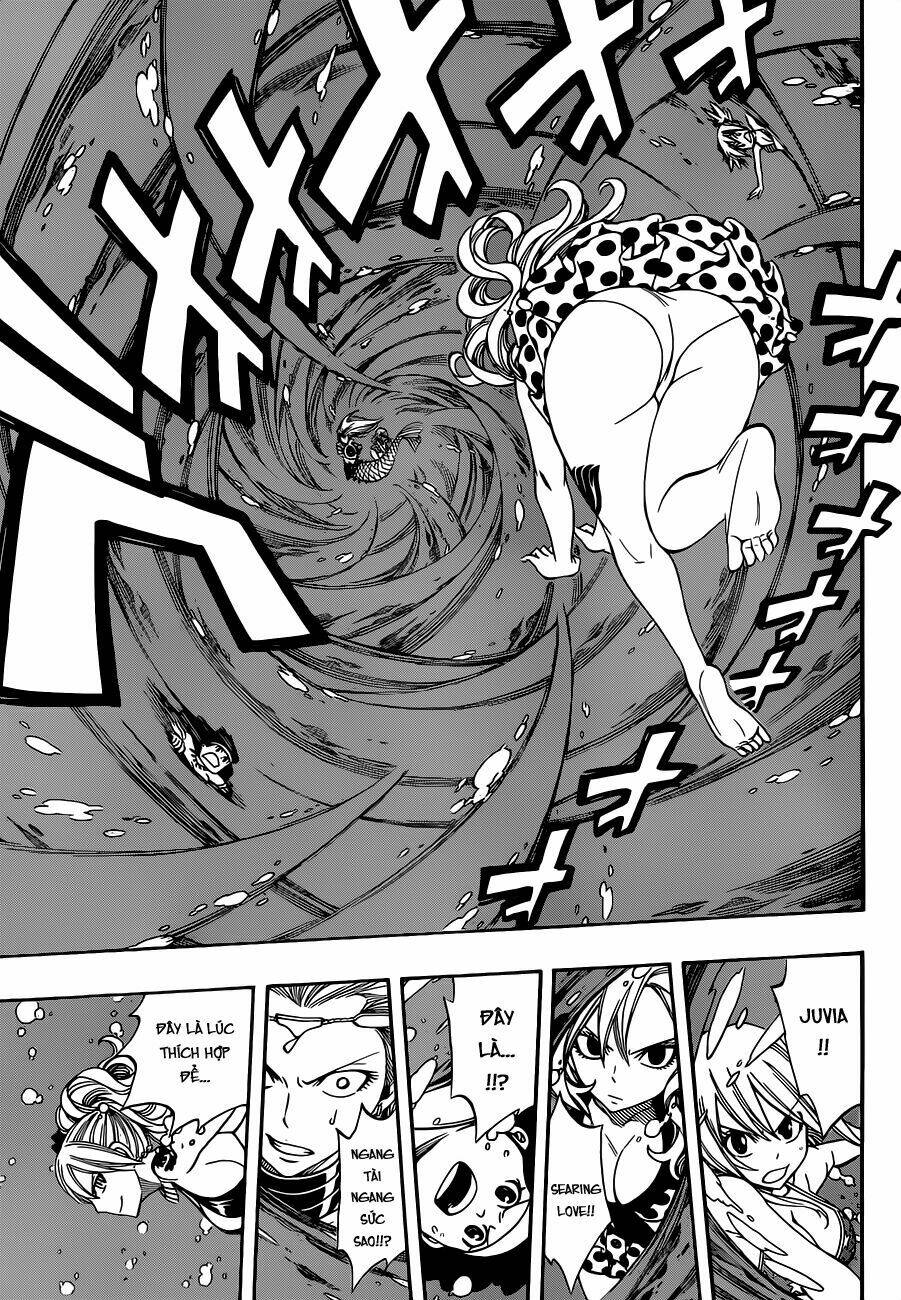 JUVIA
!!
SEARING
LOVE!!
ĐÂY
LÀ...
!!?
NGANG
TÀI
NGANG
SỨC
SAO!!?
ĐÂY LÀ LÚC
THÍCH HỢP
ĐỂ...